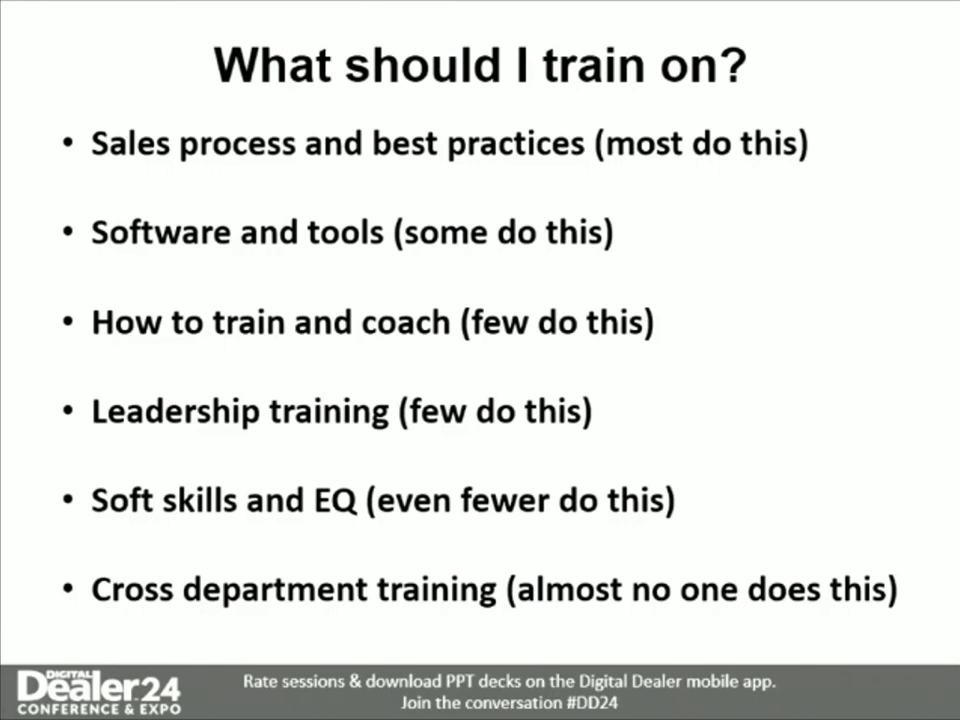 What should I train on?
• Sales process and best practices (most do this)
• Software and tools (some do this)
• How to train and coach (few do this)
• Leadership training (few do this)
• Soft skills and EQ (even fewer do this)
• Cross department training (almost no one does this)
DIGITAL
Dealer 24
CONFERENCE & EXPO
Rate sessions & download PPT decks on the Digital Dealer mobile app.
Join the conversation #DD24